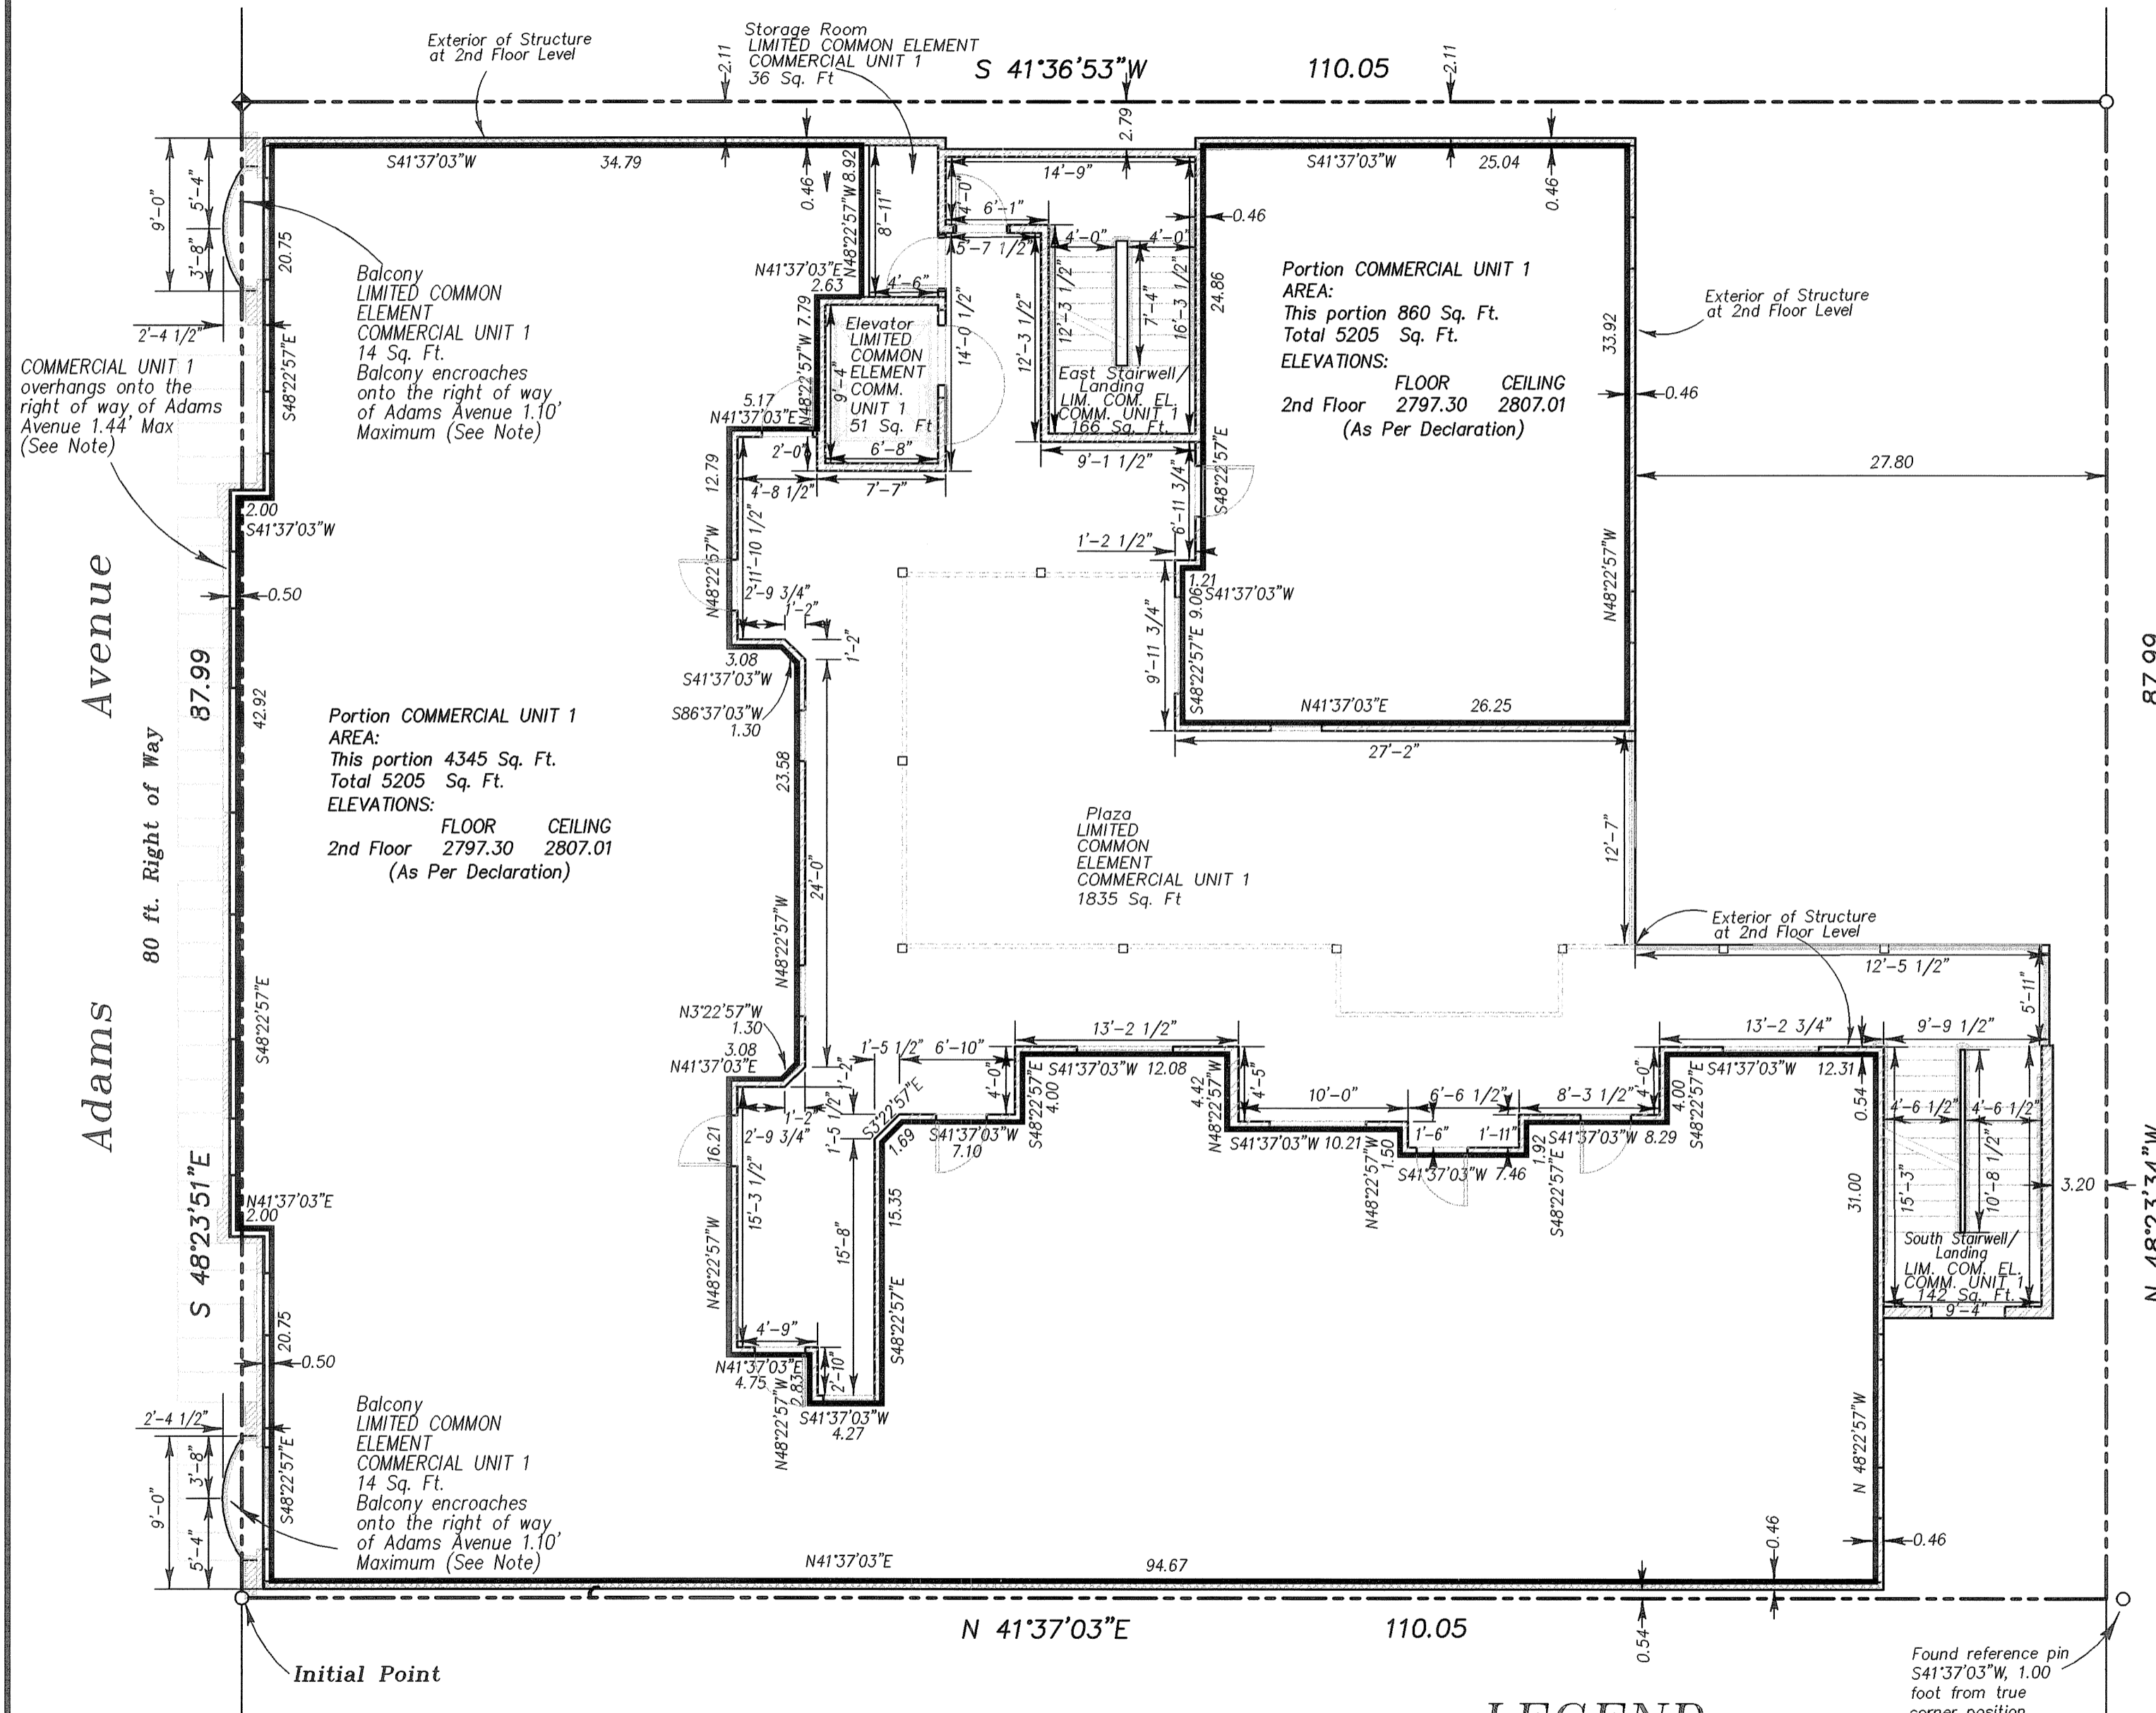 Exterior of Structure
at 2nd Floor Level
Storage Room
LIMITED COMMON ELEMENT
COMMERCIAL UNIT 1
36 Sq. Ft
S 41°36'53"W 110.05
2.11
2.79
2.11
S41°37'03"W 34.79
0.46
N48°22'57"W 8.92
8'-11"
4'-0"
14'-9"
6'-1"
5'-7 1/2"
4'-0"
4'-0"
0.46
S41°37'03"W 25.04
0.46
9'-0"
5'-4"
3'-8"
20.75
S48°22'57"E
2'-4 1/2"
Balcony
LIMITED COMMON
ELEMENT
COMMERCIAL UNIT 1
14 Sq. Ft.
Balcony encroaches
onto the right of way
of Adams Avenue 1.10'
Maximum (See Note)
COMMERCIAL UNIT 1
overhangs onto the
right of way of Adams
Avenue 1.44' Max
(See Note)
N41°37'03"E
2.63
4'-6"
N48°22'57"W 7.79
Elevator
LIMITED
COMMON
ELEMENT
COMM.
UNIT 1
51 Sq. Ft
9'-4"
6'-8"
14'-0 1/2"
12'-3 1/2"
12'-3 1/2"
7'-4"
16'-3 1/2"
24.86
East Stairwell/
Landing
LIM. COM. EL.
COMM. UNIT 1
166 Sq. Ft.
Portion COMMERCIAL UNIT 1
AREA:
This portion 860 Sq. Ft.
Total 5205 Sq. Ft.
ELEVATIONS:
FLOOR CEILING
2nd Floor 2797.30 2807.01
(As Per Declaration)
33.92
Exterior of Structure
at 2nd Floor Level
0.46
27.80
5.17
N41°37'03"E
12.79
2'-0"
4'-8 1/2"
7'-7"
9'-1 1/2"
6'-11 3/4"
S48°22'57"E
2.00
S41°37'03"W
0.50
N48°22'57"W
11'-10 1/2"
2'-9 3/4"
1'-2"
1'-2"
1'-2 1/2"
1.21
S41°37'03"W
S48°22'57"E 9.06
9'-11 3/4"
N48°22'57"W
3.08
S41°37'03"W
S86°37'03"W
1.30
23.58
N41°37'03"E 26.25
27'-2"
12'-7"
Adams Avenue
80 ft. Right of Way
S 48°23'51"E 87.99
42.92
S48°22'57"E
Portion COMMERCIAL UNIT 1
AREA:
This portion 4345 Sq. Ft.
Total 5205 Sq. Ft.
ELEVATIONS:
FLOOR CEILING
2nd Floor 2797.30 2807.01
(As Per Declaration)
24'-0"
N48°22'57"W
Plaza
LIMITED
COMMON
ELEMENT
COMMERCIAL UNIT 1
1835 Sq. Ft
87.99
N 48°23'34"W
Exterior of Structure
at 2nd Floor Level
12'-5 1/2"
5'-11"
N3°22'57"W
1.30
3.08
N41°37'03"E
1'-5 1/2"
6'-10"
13'-2 1/2"
13'-2 3/4"
9'-9 1/2"
1'-2"
1'-2"
2'-9 3/4"
1'-5 1/2"
S3°22'57"E
1.69
4'-0"
S41°37'03"W
7.10
S48°22'57"E
4.00
S41°37'03"W 12.08
4.42
N48°22'57"W
4'-5"
10'-0"
6'-6 1/2"
8'-3 1/2"
1'-6"
1'-11"
S41°37'03"W 10.21
N48°22'57"W
1.50
S41°37'03"W 7.46
1.92
S48°22'57"E
S41°37'03"W 8.29
4'-0"
4.00
S48°22'57"E
S41°37'03"W 12.31
0.54
4'-6 1/2"
4'-6 1/2"
15'-3"
10'-8 1/2"
31.00
3.20
South Stairwell/
Landing
LIM. COM. EL.
COMM. UNIT 1
142 Sq. Ft.
9'-4"
16.21
15'-3 1/2"
N48°22'57"W
15'-8"
15.35
S48°22'57"E
N41°37'03"E
2.00
20.75
0.50
4'-9"
N41°37'03"E
4.75
2.83
2'-10"
N48°22'57"W
S41°37'03"W
4.27
S48°22'57"E
2'-4 1/2"
9'-0"
3'-8"
5'-4"
Balcony
LIMITED COMMON
ELEMENT
COMMERCIAL UNIT 1
14 Sq. Ft.
Balcony encroaches
onto the right of way
of Adams Avenue 1.10'
Maximum (See Note)
N 48°22'57"W
0.46
0.46
N41°37'03"E 94.67
N 41°37'03"E 110.05
0.54
Initial Point
Found reference pin
S41°37'03"W, 1.00
foot from true
corner position
LEGEND